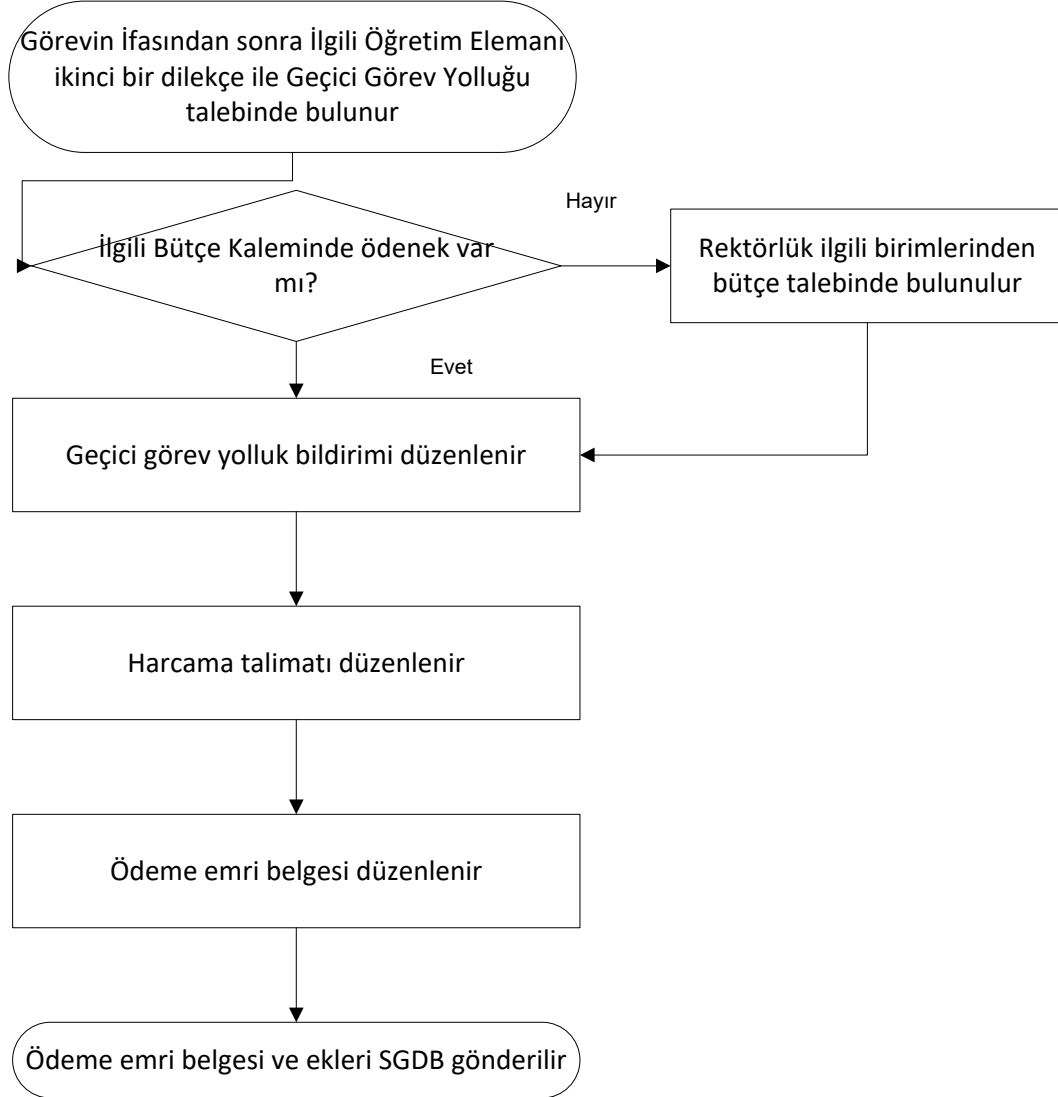 Görevin İfasından sonra İlgili Öğretim Elemanı
ikinci bir dilekçe ile Geçici Görev Yolluğu
talebinde bulunur
Hayır
İlgili Bütçe Kaleminde ödenek var
mı?
Rektörlük ilgili birimlerinden
bütçe talebinde bulunulur
Evet
Geçici görev yolluk bildirimi düzenlenir
Harcama talimatı düzenlenir
Ödeme emri belgesi düzenlenir
Ödeme emri belgesi ve ekleri SGDB gönderilir